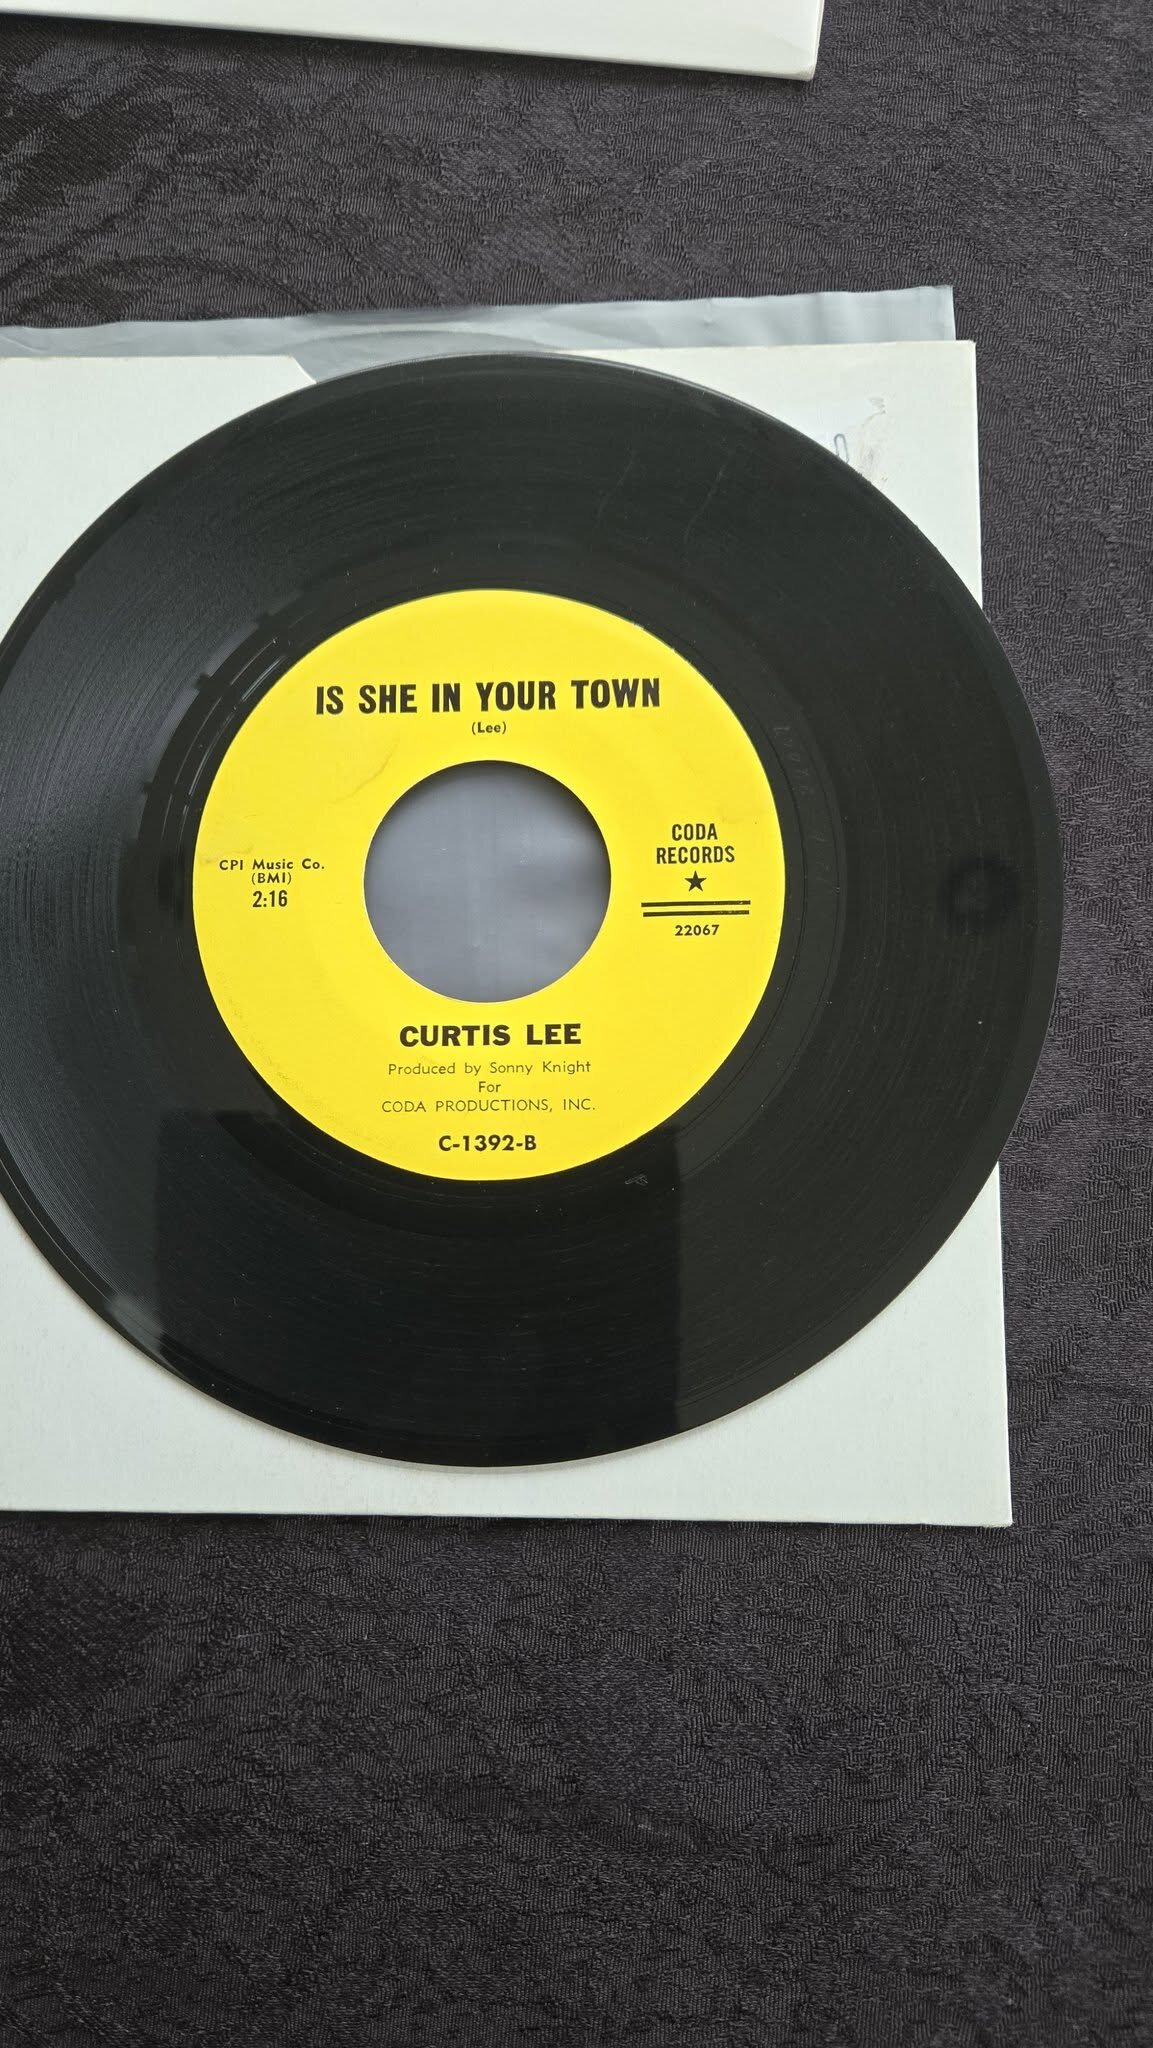 IS SHE IN YOUR TOWN
(Lee)
CPI Music Co.
(BMI)
2:16
CODA
RECORDS
22067
CURTIS LEE
Produced by Sonny Knight
For
CODA PRODUCTIONS, INC.
C-1392-B